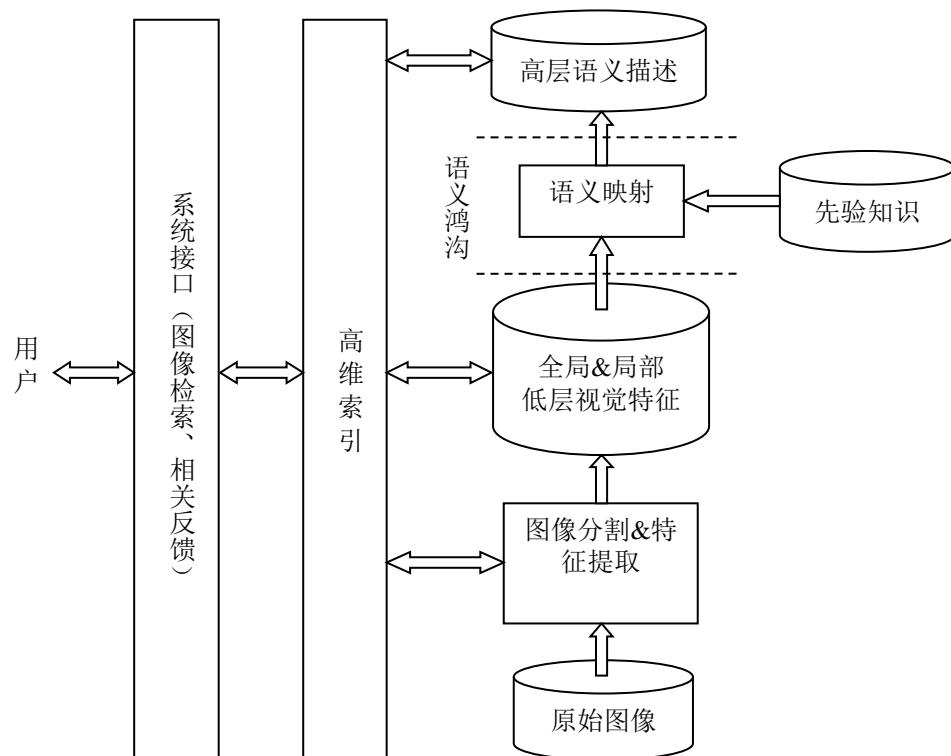 用户
系统接口（图像检索、相关反馈）
高维索引
高层语义描述
语义鸿沟
语义映射
先验知识
全局&局部
低层视觉特征
图像分割&特
征提取
原始图像